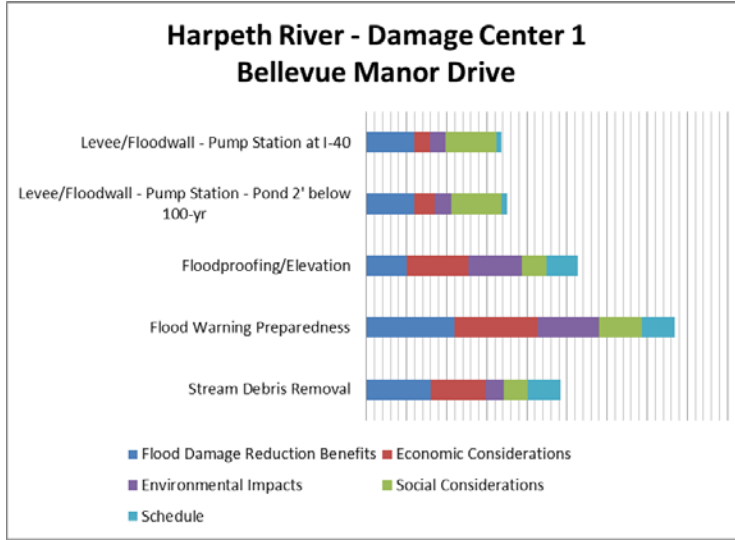 Harpeth River - Damage Center 1
Bellevue Manor Drive
Levee/Floodwall - Pump Station at I-40
Levee/Floodwall - Pump Station - Pond 2' below
100-yr
Floodproofing/Elevation
Flood Warning Preparedness
Stream Debris Removal
Flood Damage Reduction Benefits
Economic Considerations
Environmental Impacts
Social Considerations
Schedule